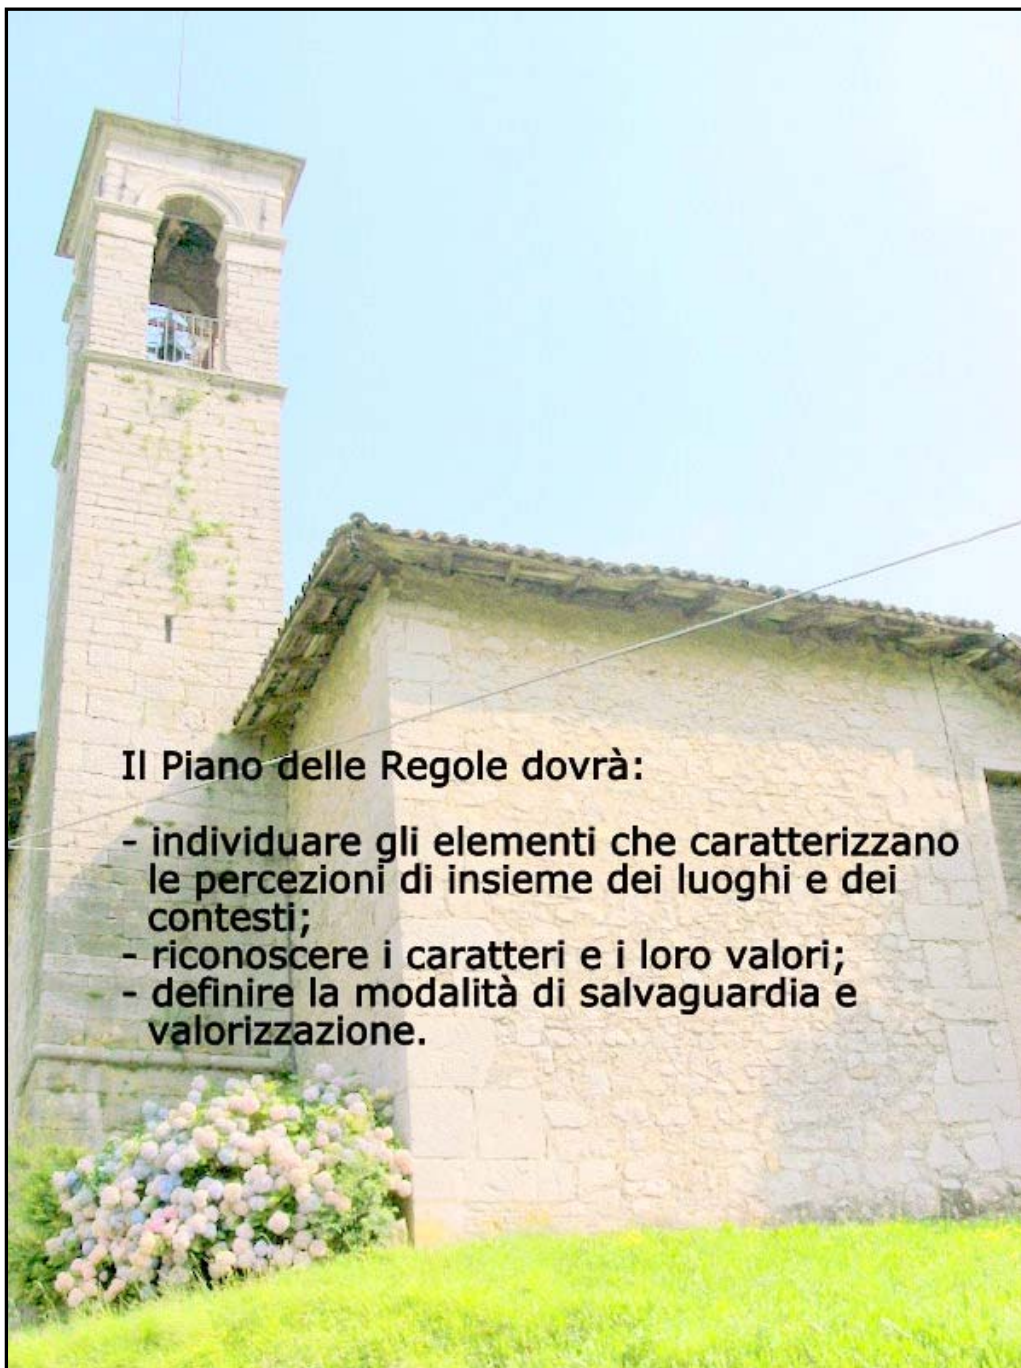 Il Piano delle Regole dovrà:
- individuare gli elementi che caratterizzano
le percezioni di insieme dei luoghi e dei
contesti;
- riconoscere i caratteri e i loro valori;
- definire la modalità di salvaguardia e
valorizzazione.